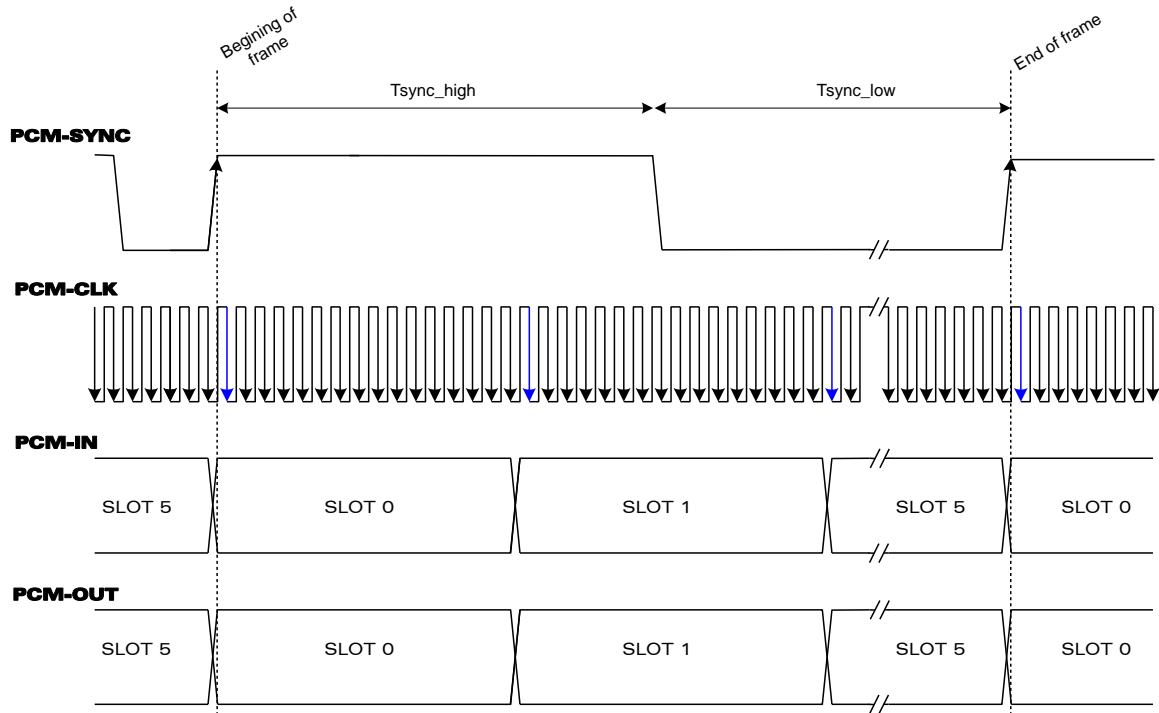 Begining of
frame
End of frame
Tsync_high
Tsync_low
PCM-SYNC
PCM-CLK
PCM-IN
SLOT 5
SLOT 0
SLOT 1
SLOT 5
SLOT 0
PCM-OUT
SLOT 5
SLOT 0
SLOT 1
SLOT 5
SLOT 0